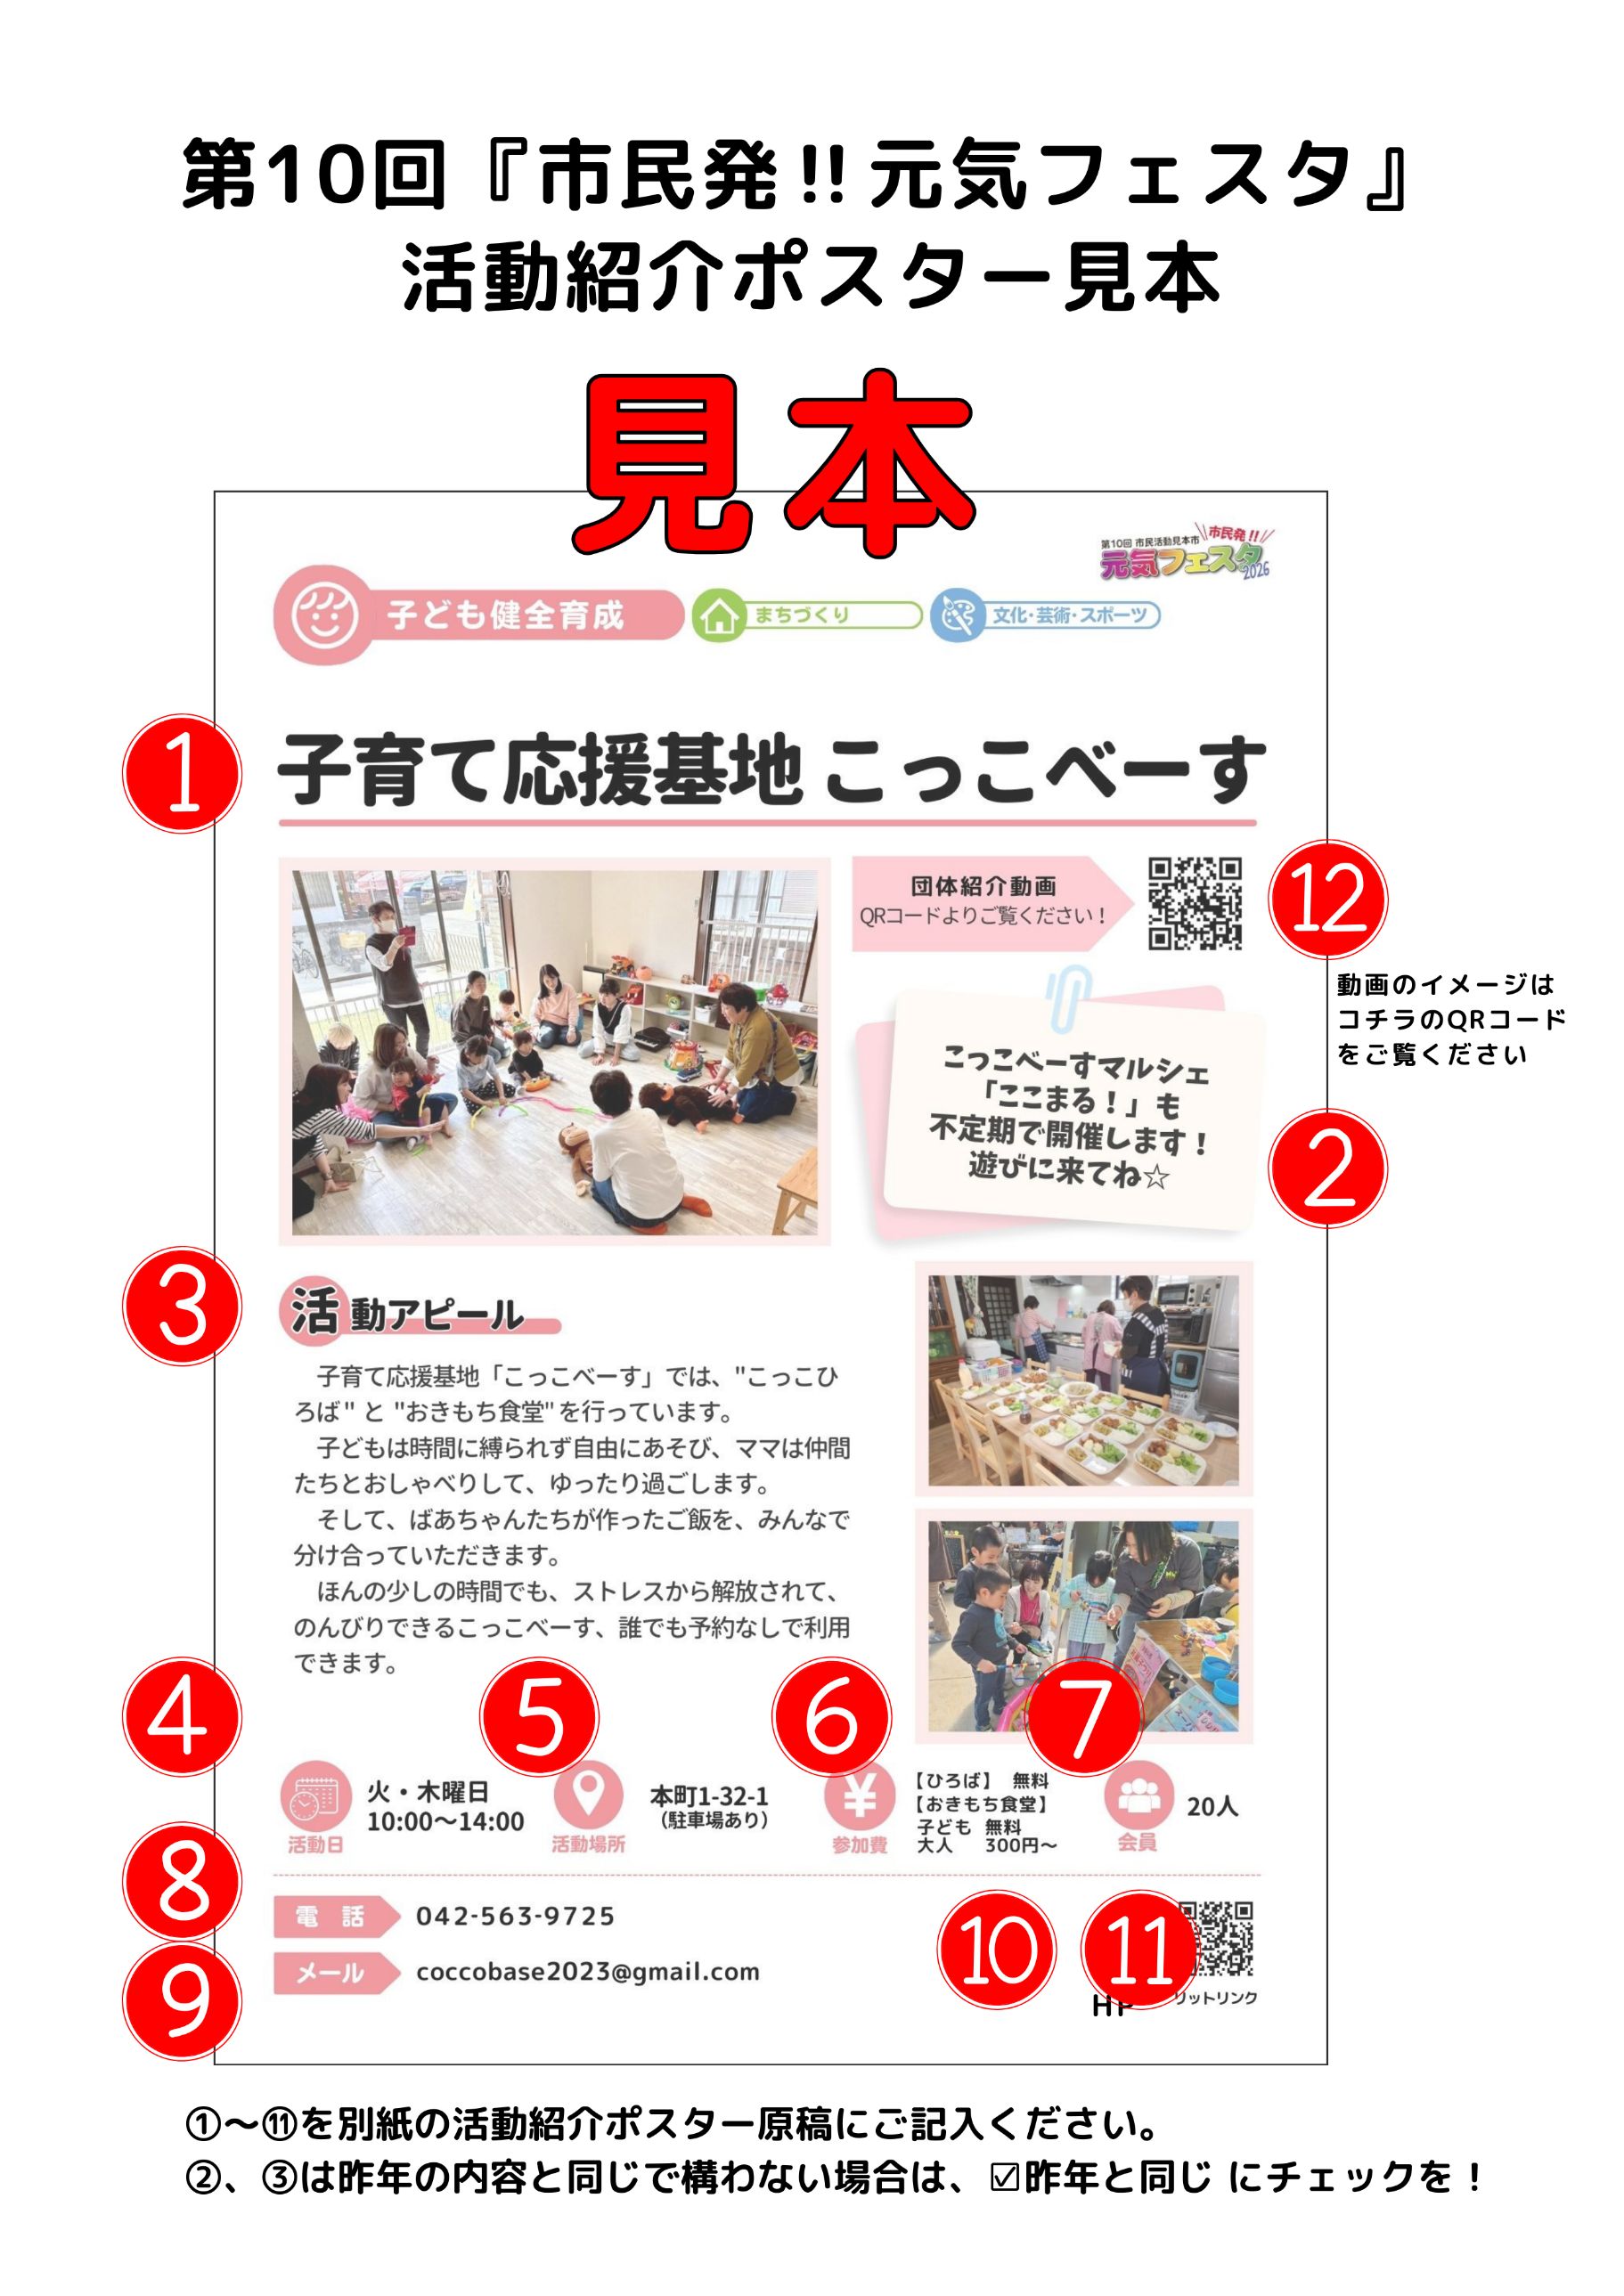 第10回『市民発!!元気フェスタ』
活動紹介ポスター見本
見本
第10回 市民活動見本市 市民発!!
元気フェスタ
2026
子ども健全育成
まちづくり
文化・芸術・スポーツ
1
子育て応援基地 こっこべーす
団体紹介動画
QRコードよりご覧ください！
12
動画のイメージは
コチラのQRコード
をご覧ください
こっこべーすマルシェ
「ここまる！」も
不定期で開催します！
遊びに来てね☆
2
3
活動アピール
　子育て応援基地「こっこべーす」では、"こっこひ
ろば" と "おきもち食堂" を行っています。
　子どもは時間に縛られず自由にあそび、ママは仲間
たちとおしゃべりして、ゆったり過ごします。
　そして、ばあちゃんたちが作ったご飯を、みんなで
分け合っていただきます。
　ほんの少しの時間でも、ストレスから解放されて、
のんびりできるこっこべーす、誰でも予約なしで利用
できます。
4
5
6
7
活動日
火・木曜日
10:00〜14:00
活動場所
本町1-32-1
（駐車場あり）
¥
参加費
【ひろば】 無料
【おきもち食堂】
子ども 無料
大人 300円〜
会員
20人
8
電話
042-563-9725
9
メール
coccobase2023@gmail.com
10
11
HP
リットリンク
①〜⑪を別紙の活動紹介ポスター原稿にご記入ください。
②、③は昨年の内容と同じで構わない場合は、☑昨年と同じ にチェックを！